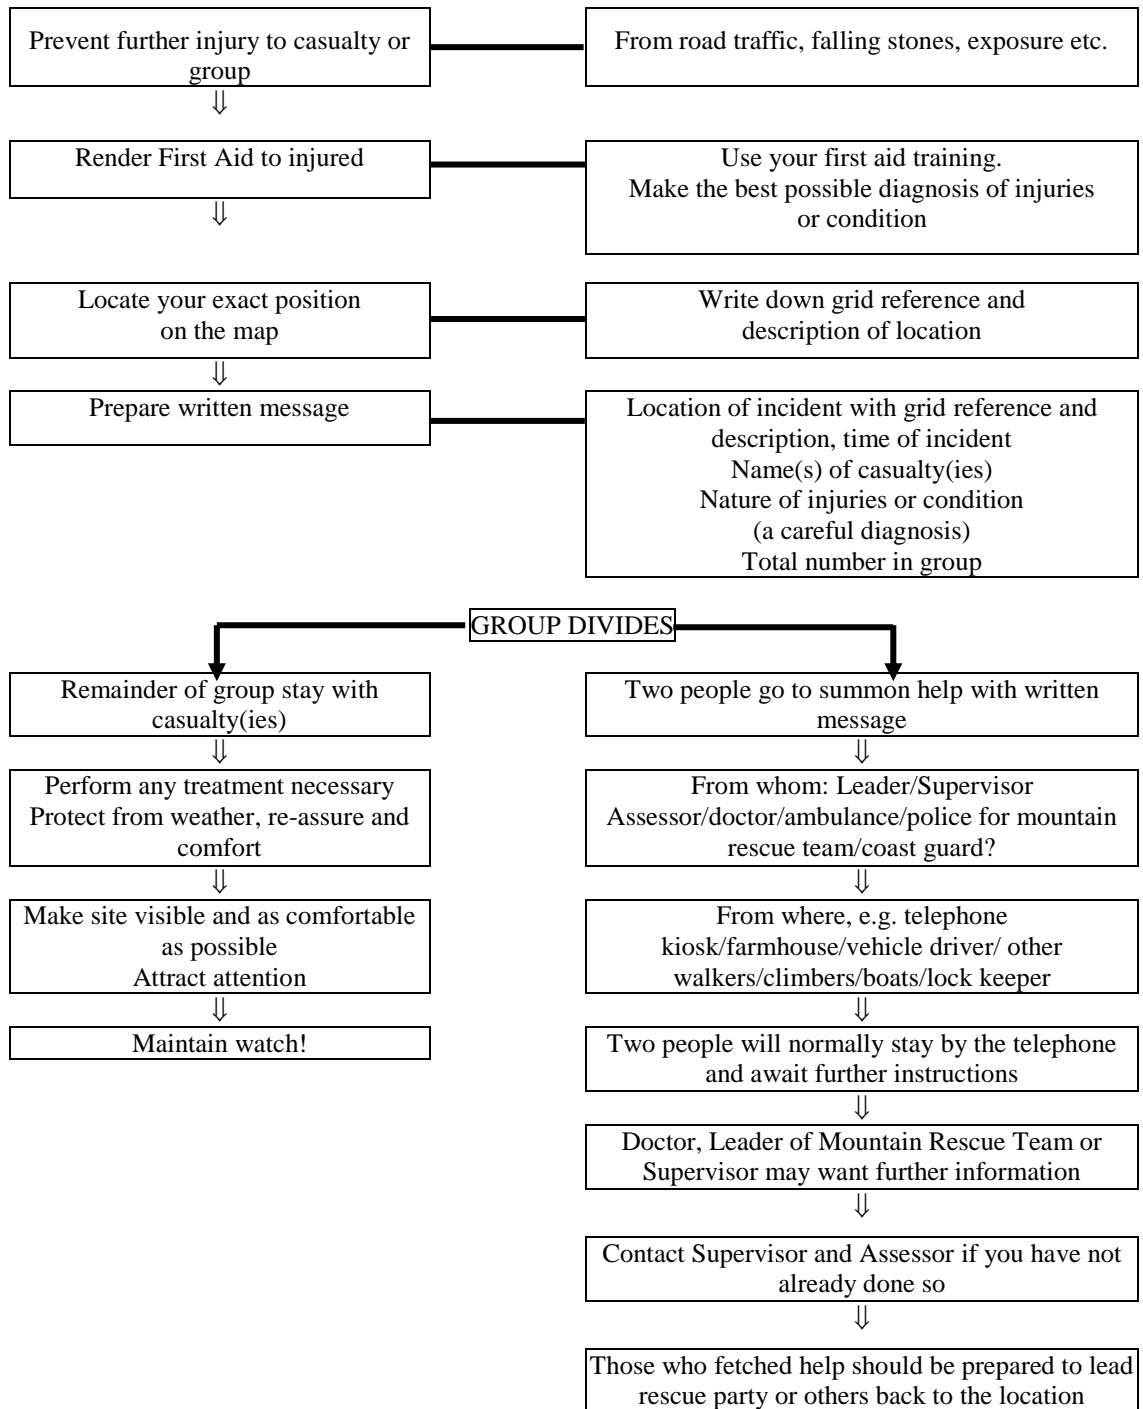 Prevent further injury to casualty or
group
From road traffic, falling stones, exposure etc.
⇓
Render First Aid to injured
Use your first aid training.
Make the best possible diagnosis of injuries
or condition
⇓
Locate your exact position
on the map
Write down grid reference and
description of location
⇓
Prepare written message
Location of incident with grid reference and
description, time of incident
Name(s) of casualty(ies)
Nature of injuries or condition
(a careful diagnosis)
Total number in group
GROUP DIVIDES
Remainder of group stay with
casualty(ies)
⇓
Perform any treatment necessary
Protect from weather, re-assure and
comfort
⇓
Make site visible and as comfortable
as possible
Attract attention
⇓
Maintain watch!
Two people go to summon help with written
message
⇓
From whom: Leader/Supervisor
Assessor/doctor/ambulance/police for mountain
rescue team/coast guard?
⇓
From where, e.g. telephone
kiosk/farmhouse/vehicle driver/ other
walkers/climbers/boats/lock keeper
⇓
Two people will normally stay by the telephone
and await further instructions
⇓
Doctor, Leader of Mountain Rescue Team or
Supervisor may want further information
⇓
Contact Supervisor and Assessor if you have not
already done so
⇓
Those who fetched help should be prepared to lead
rescue party or others back to the location